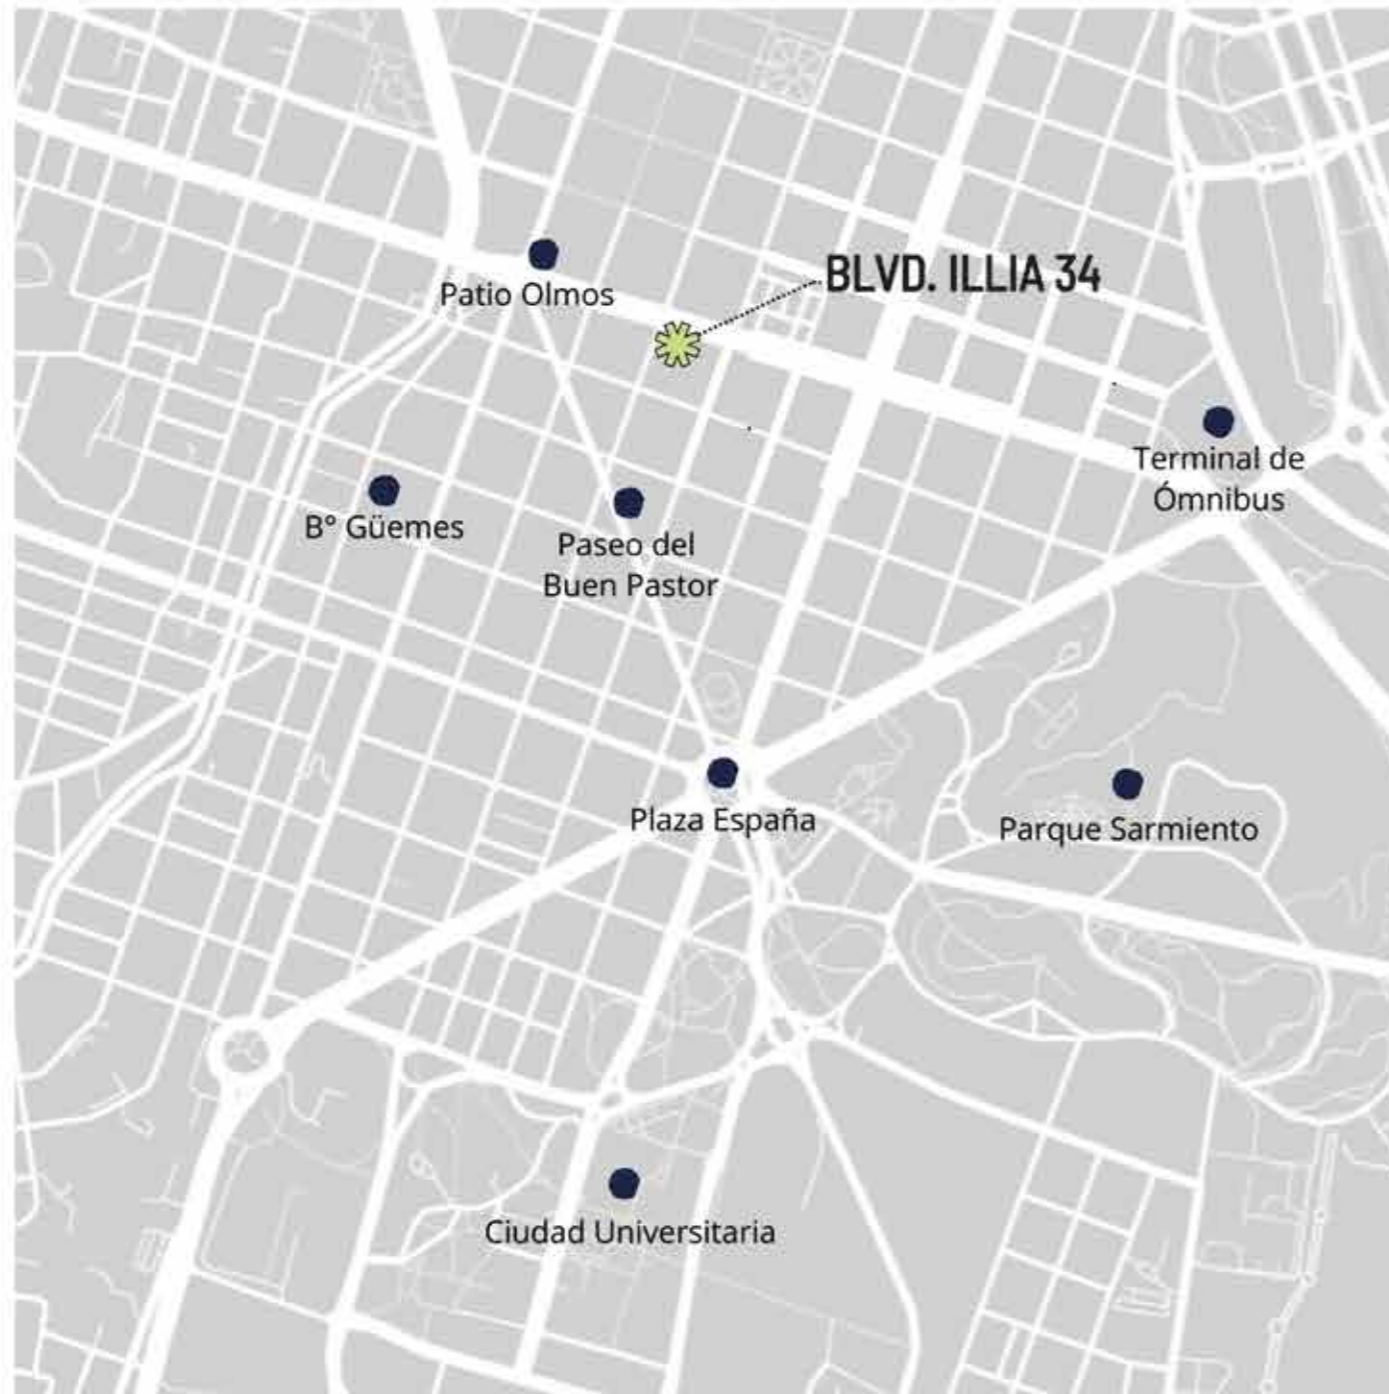 BLVD. ILLIA 34
Patio Olmos
Terminal de
Ómnibus
B° Güemes
Paseo del
Buen Pastor
Plaza España
Parque Sarmiento
Ciudad Universitaria